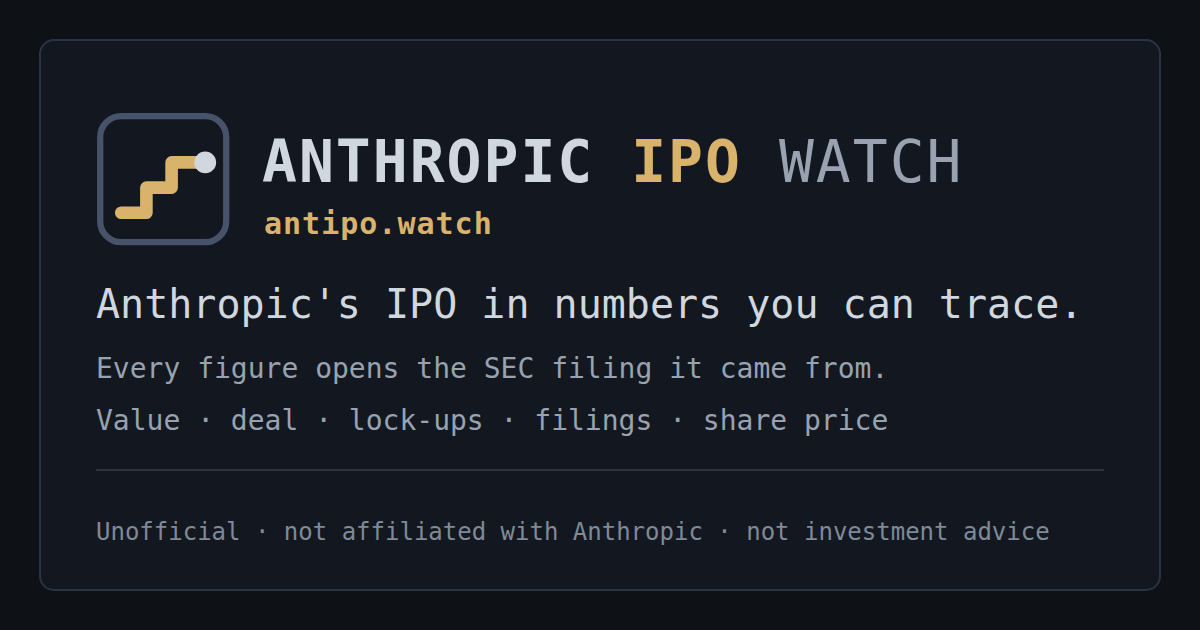 ANTHROPIC IPO WATCH
antipo.watch
Anthropic's IPO in numbers you can trace.
Every figure opens the SEC filing it came from.
Value · deal · lock-ups · filings · share price
Unofficial · not affiliated with Anthropic · not investment advice